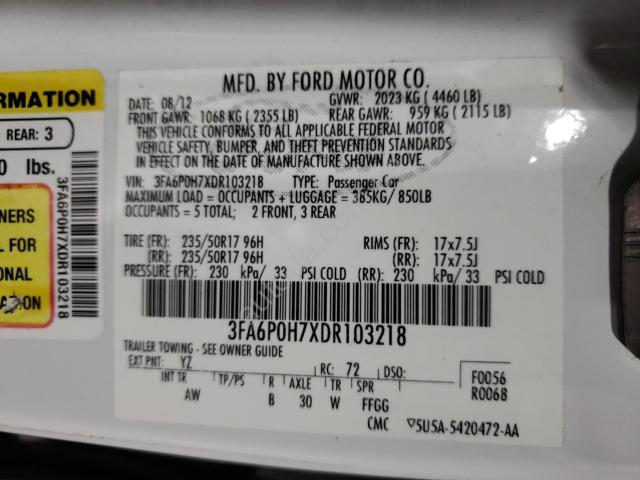 MFD. BY FORD MOTOR CO.
DATE: 08/12 GVWR: 2023 KG ( 4460 LB)
FRONT GAWR: 1068 KG ( 2355 LB) REAR GAWR: 959 KG ( 2115 LB)
THIS VEHICLE CONFORMS TO ALL APPLICABLE FEDERAL MOTOR
VEHICLE SAFETY, BUMPER, AND THEFT PREVENTION STANDARDS
IN EFFECT ON THE DATE OF MANUFACTURE SHOWN ABOVE.
VIN: 3FA6P0H7XDR103218 TYPE: Passenger Car
MAXIMUM LOAD = OCCUPANTS + LUGGAGE = 385KG/ 850LB
OCCUPANTS = 5 TOTAL; 2 FRONT, 3 REAR
TIRE (FR): 235/50R17 96H RIMS (FR): 17x7.5J
(RR): 235/50R17 96H (RR): 17x7.5J
PRESSURE (FR): 230 kPa/ 33 PSI COLD (RR): 230 kPa/ 33 PSI COLD
3FA6P0H7XDR103218
TRAILER TOWING - SEE OWNER GUIDE
EXT PNT: YZ RC: 72 DSO: F0056
INT TR TP/PS R AXLE TR SPR R0068
AW B 30 W FFGG
CMC ▽5U5A-5420472-AA
ORMATION
REAR: 3
0 lbs.
NERS
L FOR
ONAL
ATION
3FA6P0H7XDR103218